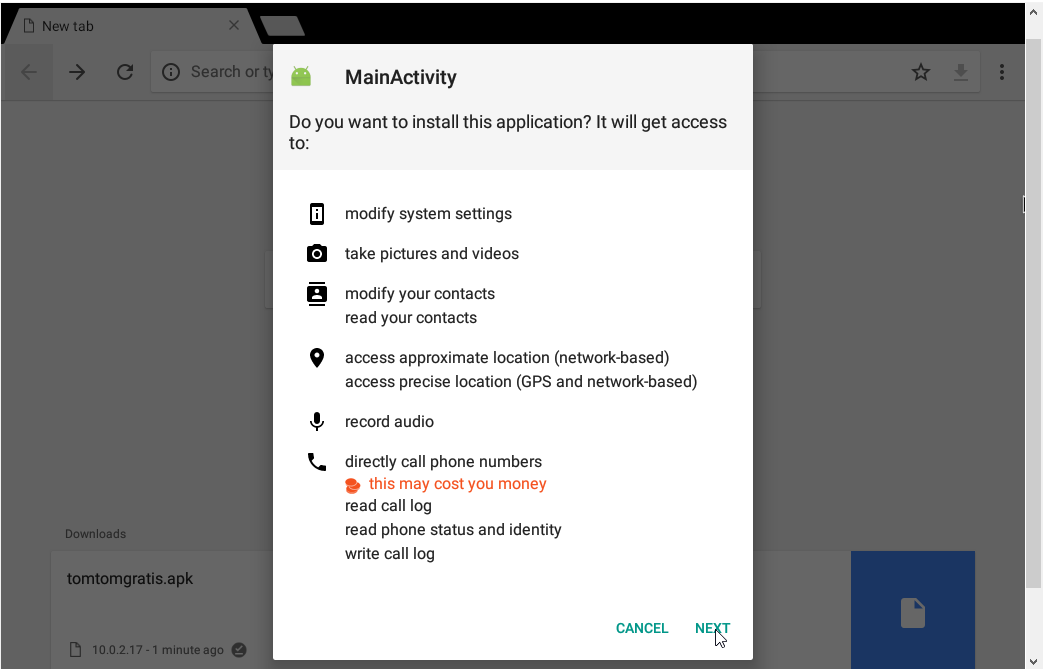 New tab
Search or ty
MainActivity
Do you want to install this application? It will get access
to:
modify system settings
take pictures and videos
modify your contacts
read your contacts
access approximate location (network-based)
access precise location (GPS and network-based)
record audio
directly call phone numbers
this may cost you money
read call log
read phone status and identity
write call log
Downloads
tomtomgratis.apk
10.0.2.17 - 1 minute ago
CANCEL NEXT